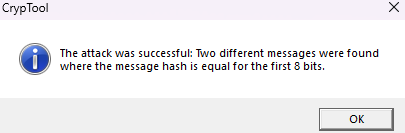 CrypTool
The attack was successful: Two different messages were found
where the message hash is equal for the first 8 bits.
OK